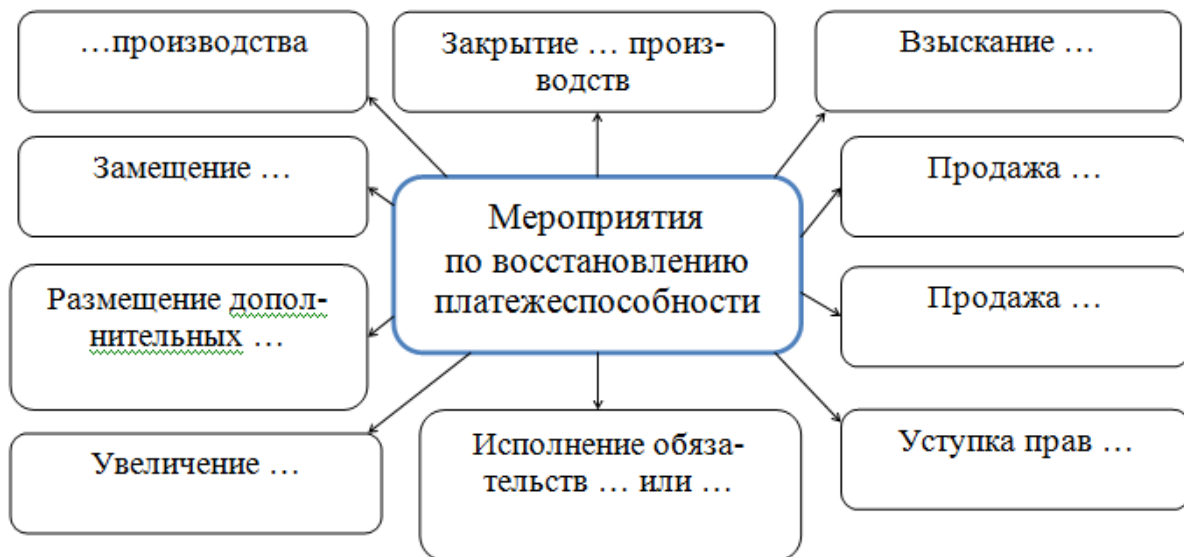 …производства
Закрытие … произ-
водств
Взыскание …
Замещение …
Продажа …
Мероприятия
по восстановлению
платежеспособности
Размещение допол-
нительных …
Продажа …
Увеличение …
Исполнение обяза-
тельств … или …
Уступка прав …